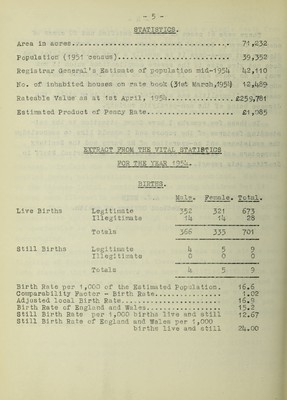 - 5 -
STATISTICS.
Area in acres........................................ 71,232
Population (1951 census)............................. 39,352
Registrar General's Estimate of population mid-1954 42,110
No. of inhabited houses on rate book (31st March,1954) 12,489
Rateable Value as at 1st April, 1954................. £259,781
Estimated Product of Penny Rate...................... £1,085
EXTRACT FROM THE VITAL STATISTICS
FOR THE YEAR 1954.
BIRTHS.
Male. Female. Total.
Live Births Legitimate 352 321 673
Illegitimate 14 14 28
Totals 366 335 701
Still Births Legitimate 4 5 9
Illegitimate 0 0 0
Totals 4 5 9
Birth Rate per 1,000 of the Estimated Population. 16.6
Comparability Factor - Birth Rate................ 1.02
Adjusted local Birth Rate........................ 16.9
Birth Rate of England and Wales.................. 15.2
Still Birth Rate per 1,000 births live and still 12.67
Still Birth Rate of England and Wales per 1,000
births live and still 24.00